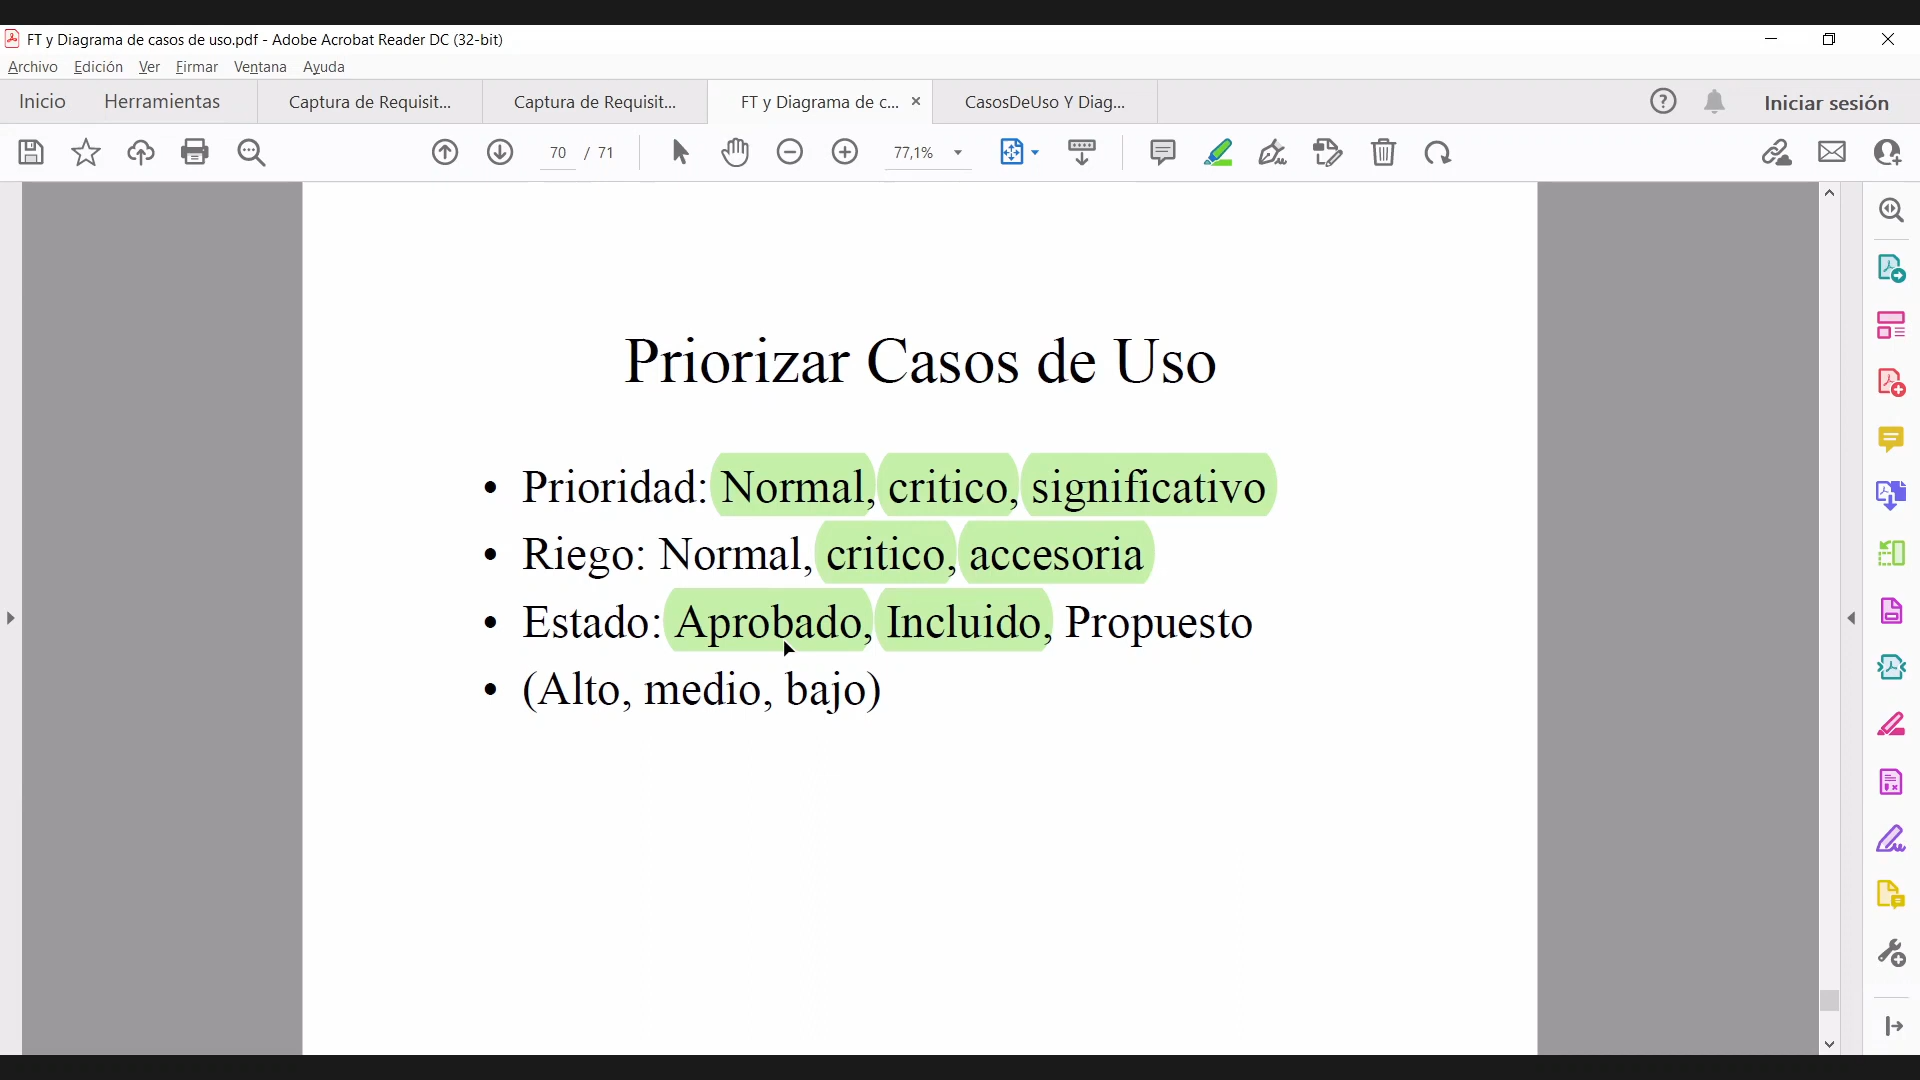 FT y Diagrama de casos de uso.pdf - Adobe Acrobat Reader DC (32-bit)
Archivo Edición Ver Firmar Ventana Ayuda
Inicio Herramientas Captura de Requisit... Captura de Requisit... FT y Diagrama de c... × CasosDeUso Y Diag... Iniciar sesión
70 / 71 77,1%
Priorizar Casos de Uso
• Prioridad: Normal, critico, significativo
• Riego: Normal, critico, accesoria
• Estado: Aprobado, Incluido, Propuesto
• (Alto, medio, bajo)